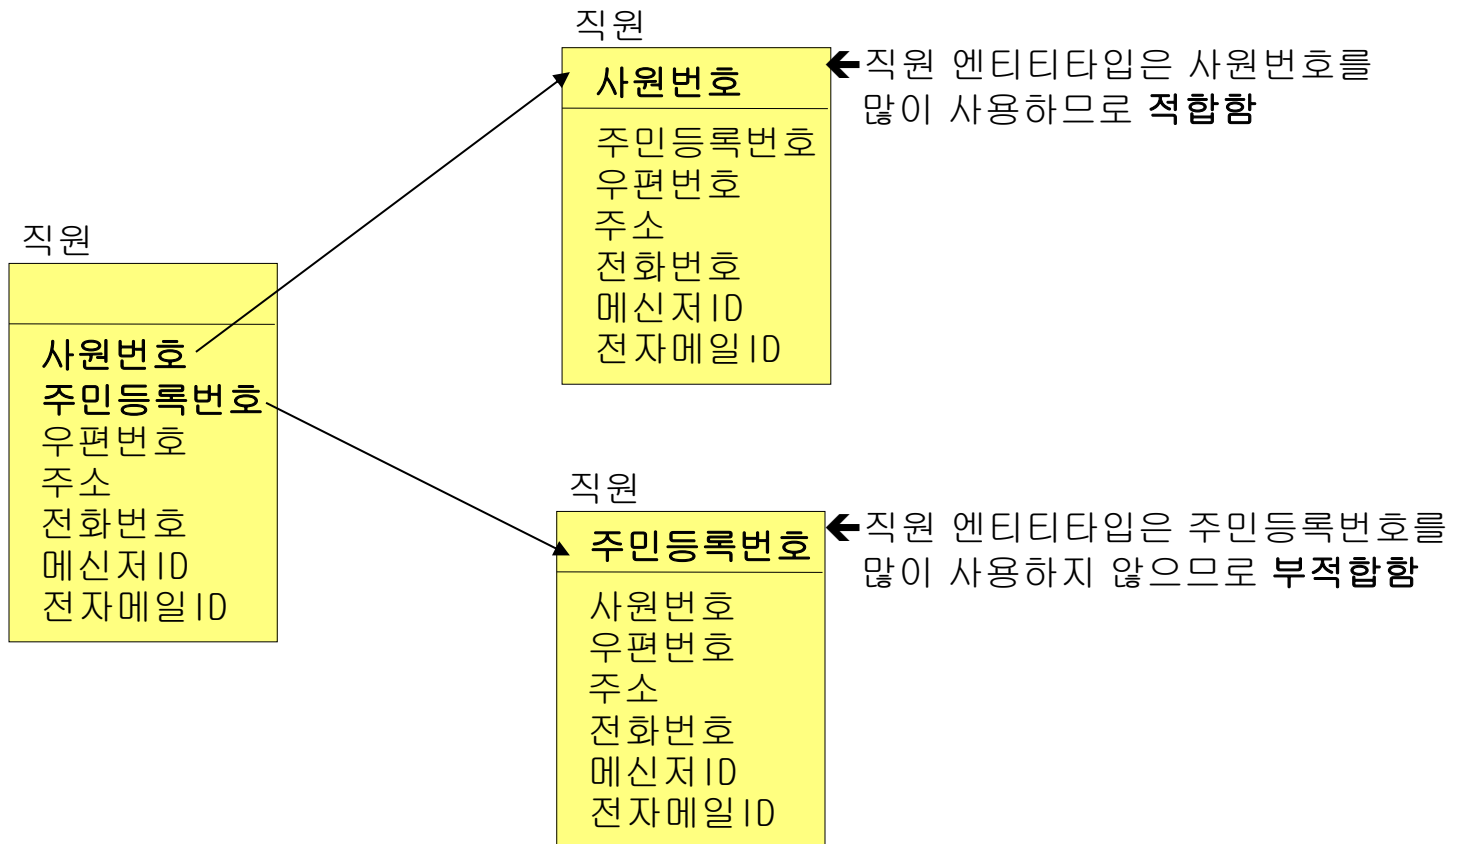 직원
사원번호
주민등록번호
우편번호
주소
전화번호
메신저ID
전자메일ID
직원
사원번호
주민등록번호
우편번호
주소
전화번호
메신저ID
전자메일ID
🡸직원 엔티티타입은 사원번호를
많이 사용하므로 적합함
직원
주민등록번호
사원번호
우편번호
주소
전화번호
메신저ID
전자메일ID
🡸직원 엔티티타입은 주민등록번호를
많이 사용하지 않으므로 부적합함